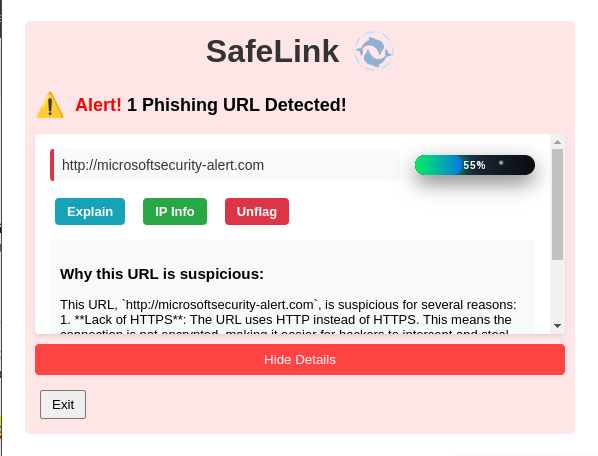 SafeLink
Alert! 1 Phishing URL Detected!
http://microsoftsecurity-alert.com
55%
Explain
IP Info
Unflag
Why this URL is suspicious:
This URL, `http://microsoftsecurity-alert.com`, is suspicious for several reasons:
1. **Lack of HTTPS**: The URL uses HTTP instead of HTTPS. This means the
connection is not encrypted, making it easier for hackers to intercept and steal
Hide Details
Exit